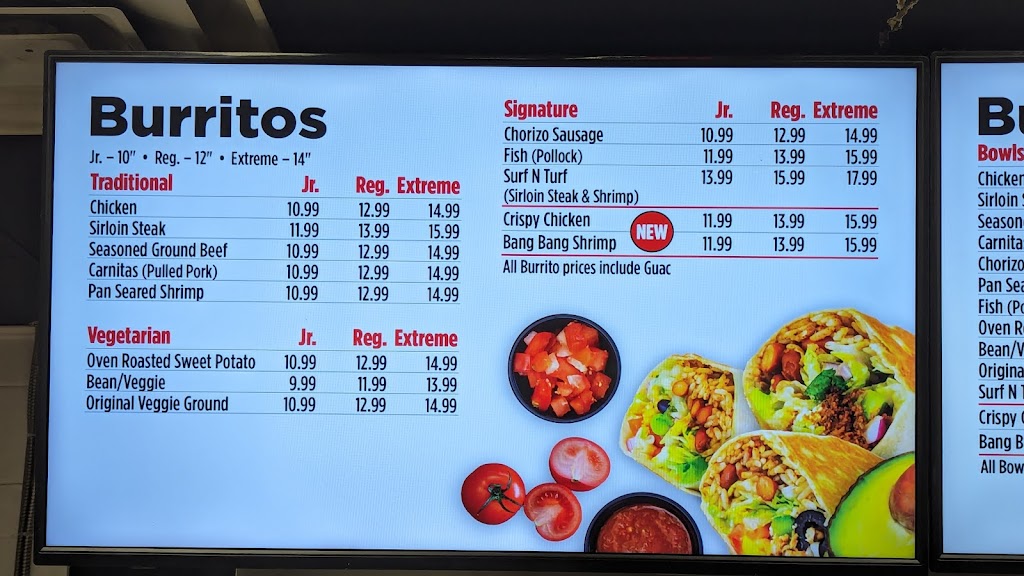 Burritos
Jr. – 10" • Reg. – 12" • Extreme – 14"
Traditional Jr. Reg. Extreme
Chicken 10.99 12.99 14.99
Sirloin Steak 11.99 13.99 15.99
Seasoned Ground Beef 10.99 12.99 14.99
Carnitas (Pulled Pork) 10.99 12.99 14.99
Pan Seared Shrimp 10.99 12.99 14.99
Vegetarian Jr. Reg. Extreme
Oven Roasted Sweet Potato 10.99 12.99 14.99
Bean/Veggie 9.99 11.99 13.99
Original Veggie Ground 10.99 12.99 14.99
Signature Jr. Reg. Extreme
Chorizo Sausage 10.99 12.99 14.99
Fish (Pollock) 11.99 13.99 15.99
Surf N Turf 13.99 15.99 17.99
(Sirloin Steak & Shrimp)
Crispy Chicken 11.99 13.99 15.99
NEW
Bang Bang Shrimp 11.99 13.99 15.99
All Burrito prices include Guac
Bowls
Chicken
Sirloin
Carnita
Chorizo
Pan Sea
Fish
Oven R
Bean/V
Origina
Surf N
Crispy
Bang B
All Bow